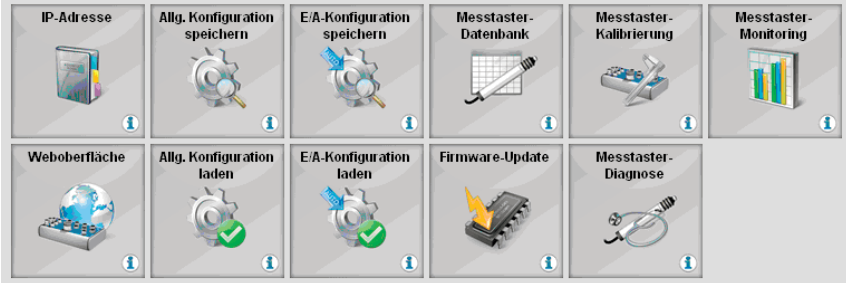 IP-Adresse
Allg. Konfiguration
speichern
E/A-Konfiguration
speichern
Messtaster-
Datenbank
Messtaster-
Kalibrierung
Messtaster-
Monitoring
Weboberfläche
Allg. Konfiguration
laden
E/A-Konfiguration
laden
Firmware-Update
Messtaster-
Diagnose